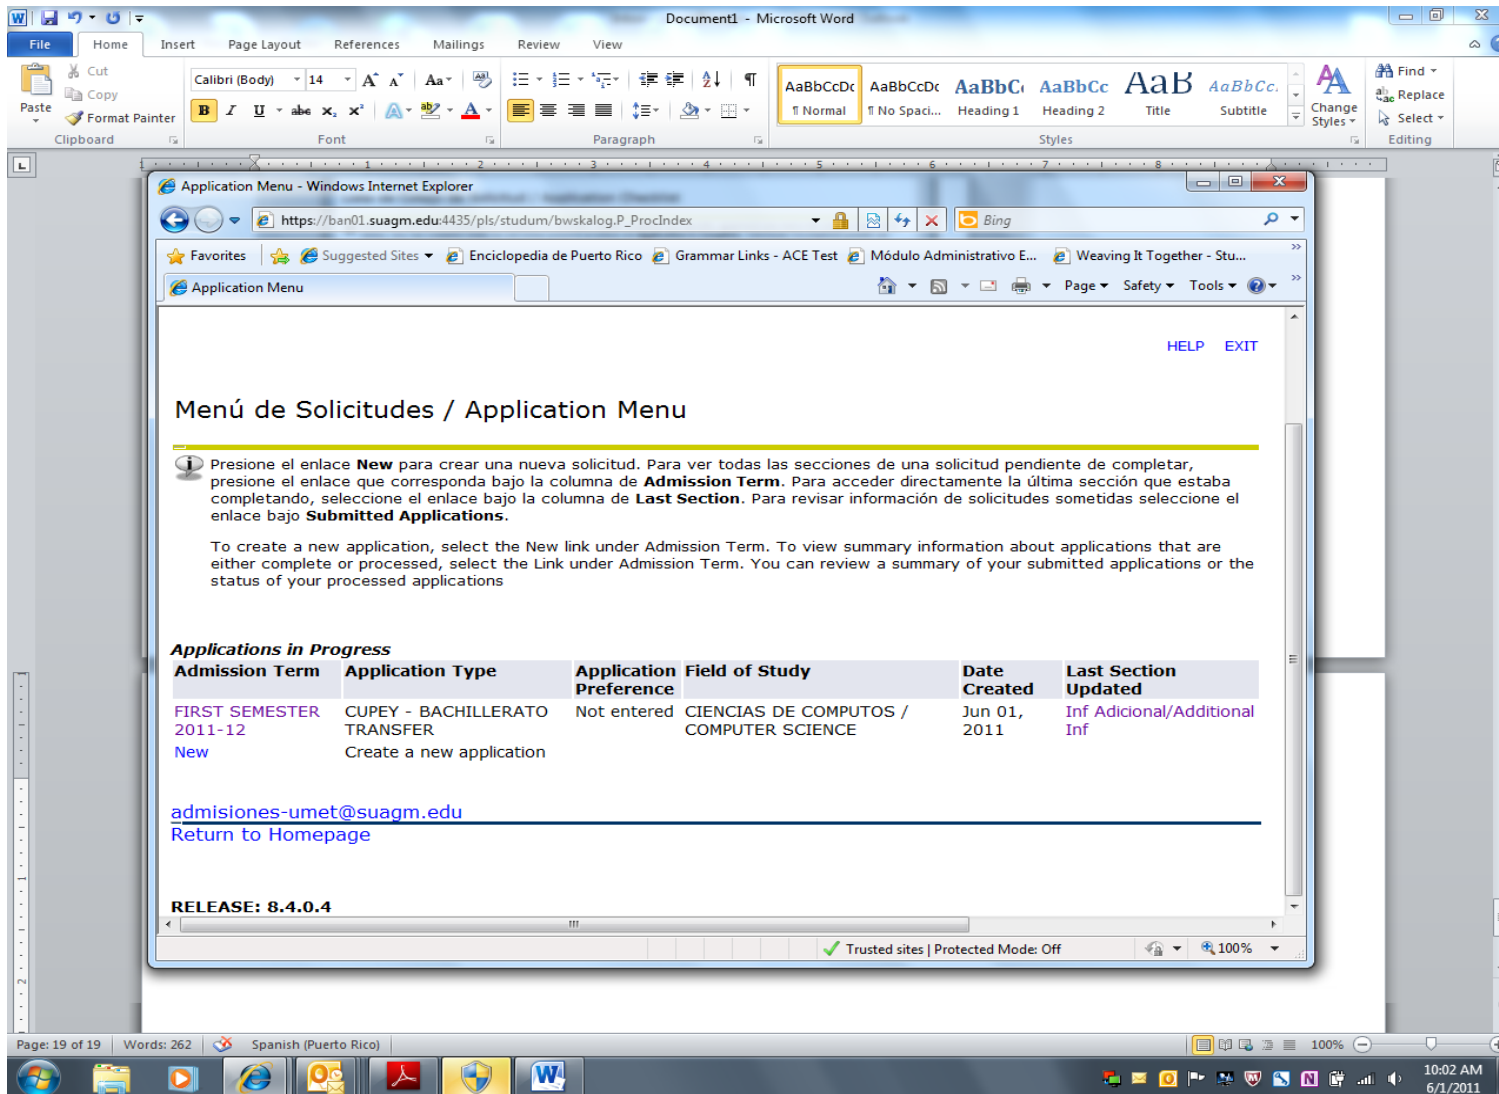 Document1 - Microsoft Word
File Home Insert Page Layout References Mailings Review View
Paste
Cut
Copy
Format Painter
Clipboard
Calibri (Body) 14
Font
Paragraph
AaBbCcDc AaBbCcDc AaBbC AaBbCc AaB AaBbCc.
¶ Normal ¶ No Spaci... Heading 1 Heading 2 Title Subtitle
Change Styles
Styles
Find
Replace
Select
Editing
Application Menu - Windows Internet Explorer
https://ban01.suagm.edu:4435/pls/studum/bwskalog.P_ProcIndex
Bing
Favorites Suggested Sites Enciclopedia de Puerto Rico Grammar Links - ACE Test Módulo Administrativo E... Weaving It Together - Stu...
Application Menu
Page Safety Tools
HELP EXIT
Menú de Solicitudes / Application Menu
Presione el enlace New para crear una nueva solicitud. Para ver todas las secciones de una solicitud pendiente de completar,
presione el enlace que corresponda bajo la columna de Admission Term. Para acceder directamente la última sección que estaba
completando, seleccione el enlace bajo la columna de Last Section. Para revisar información de solicitudes sometidas seleccione el
enlace bajo Submitted Applications.
To create a new application, select the New link under Admission Term. To view summary information about applications that are
either complete or processed, select the Link under Admission Term. You can review a summary of your submitted applications or the
status of your processed applications
Applications in Progress
Admission Term Application Type Application Preference Field of Study Date Created Last Section Updated
FIRST SEMESTER 2011-12 CUPEY - BACHILLERATO TRANSFER Not entered CIENCIAS DE COMPUTOS / COMPUTER SCIENCE Jun 01, 2011 Inf Adicional/Additional Inf
New Create a new application
admisiones-umet@suagm.edu
Return to Homepage
RELEASE: 8.4.0.4
Trusted sites | Protected Mode: Off 100%
Page: 19 of 19 Words: 262 Spanish (Puerto Rico) 100%
10:02 AM
6/1/2011